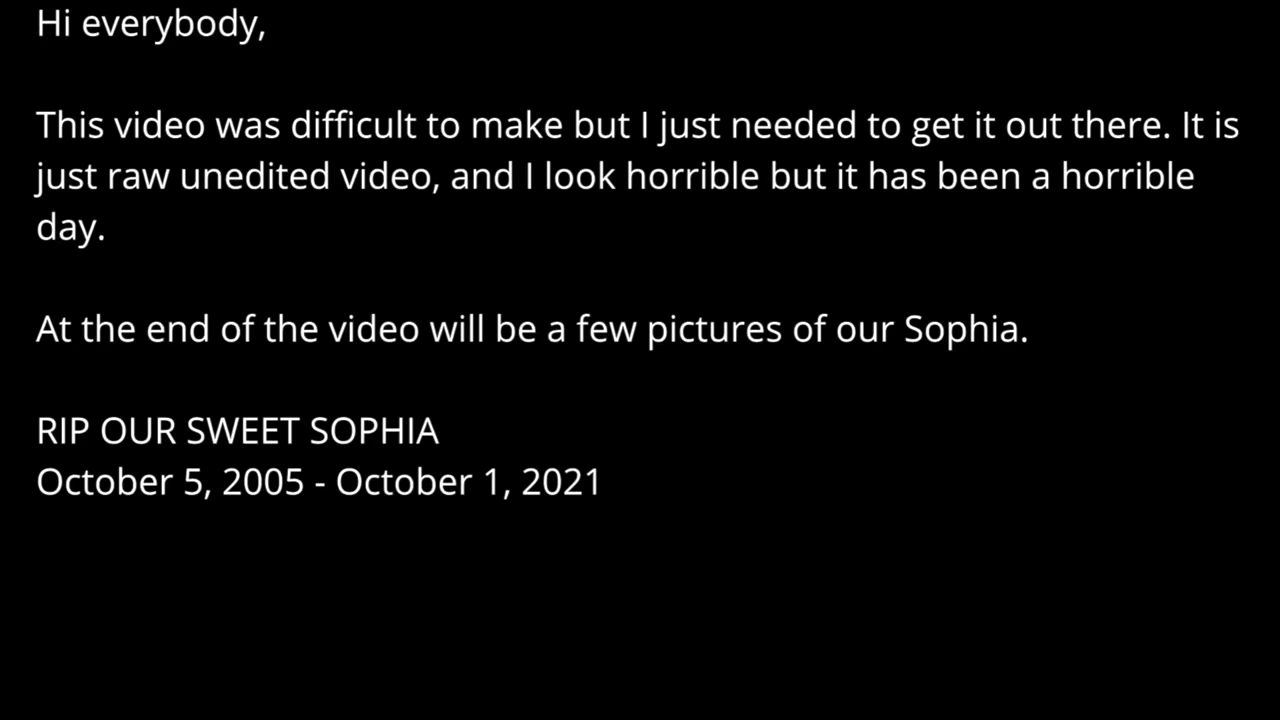 Hi everybody,
This video was difficult to make but I just needed to get it out there. It is
just raw unedited video, and I look horrible but it has been a horrible
day.
At the end of the video will be a few pictures of our Sophia.
RIP OUR SWEET SOPHIA
October 5, 2005 - October 1, 2021